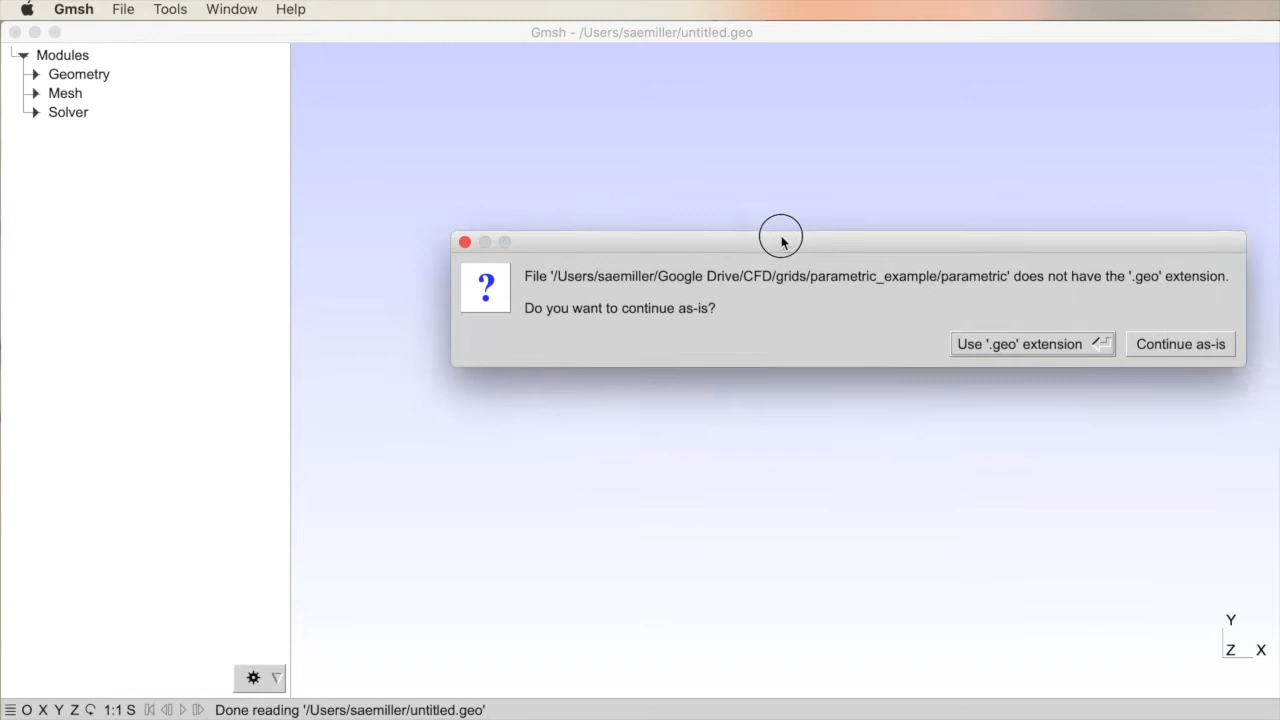 Gmsh File Tools Window Help
Gmsh - /Users/saemiller/untitled.geo
Modules
Geometry
Mesh
Solver
?
File '/Users/saemiller/Google Drive/CFD/grids/parametric_example/parametric' does not have the '.geo' extension.
Do you want to continue as-is?
Use '.geo' extension Continue as-is
Y
Z X
O X Y Z 1:1 S Done reading '/Users/saemiller/untitled.geo'